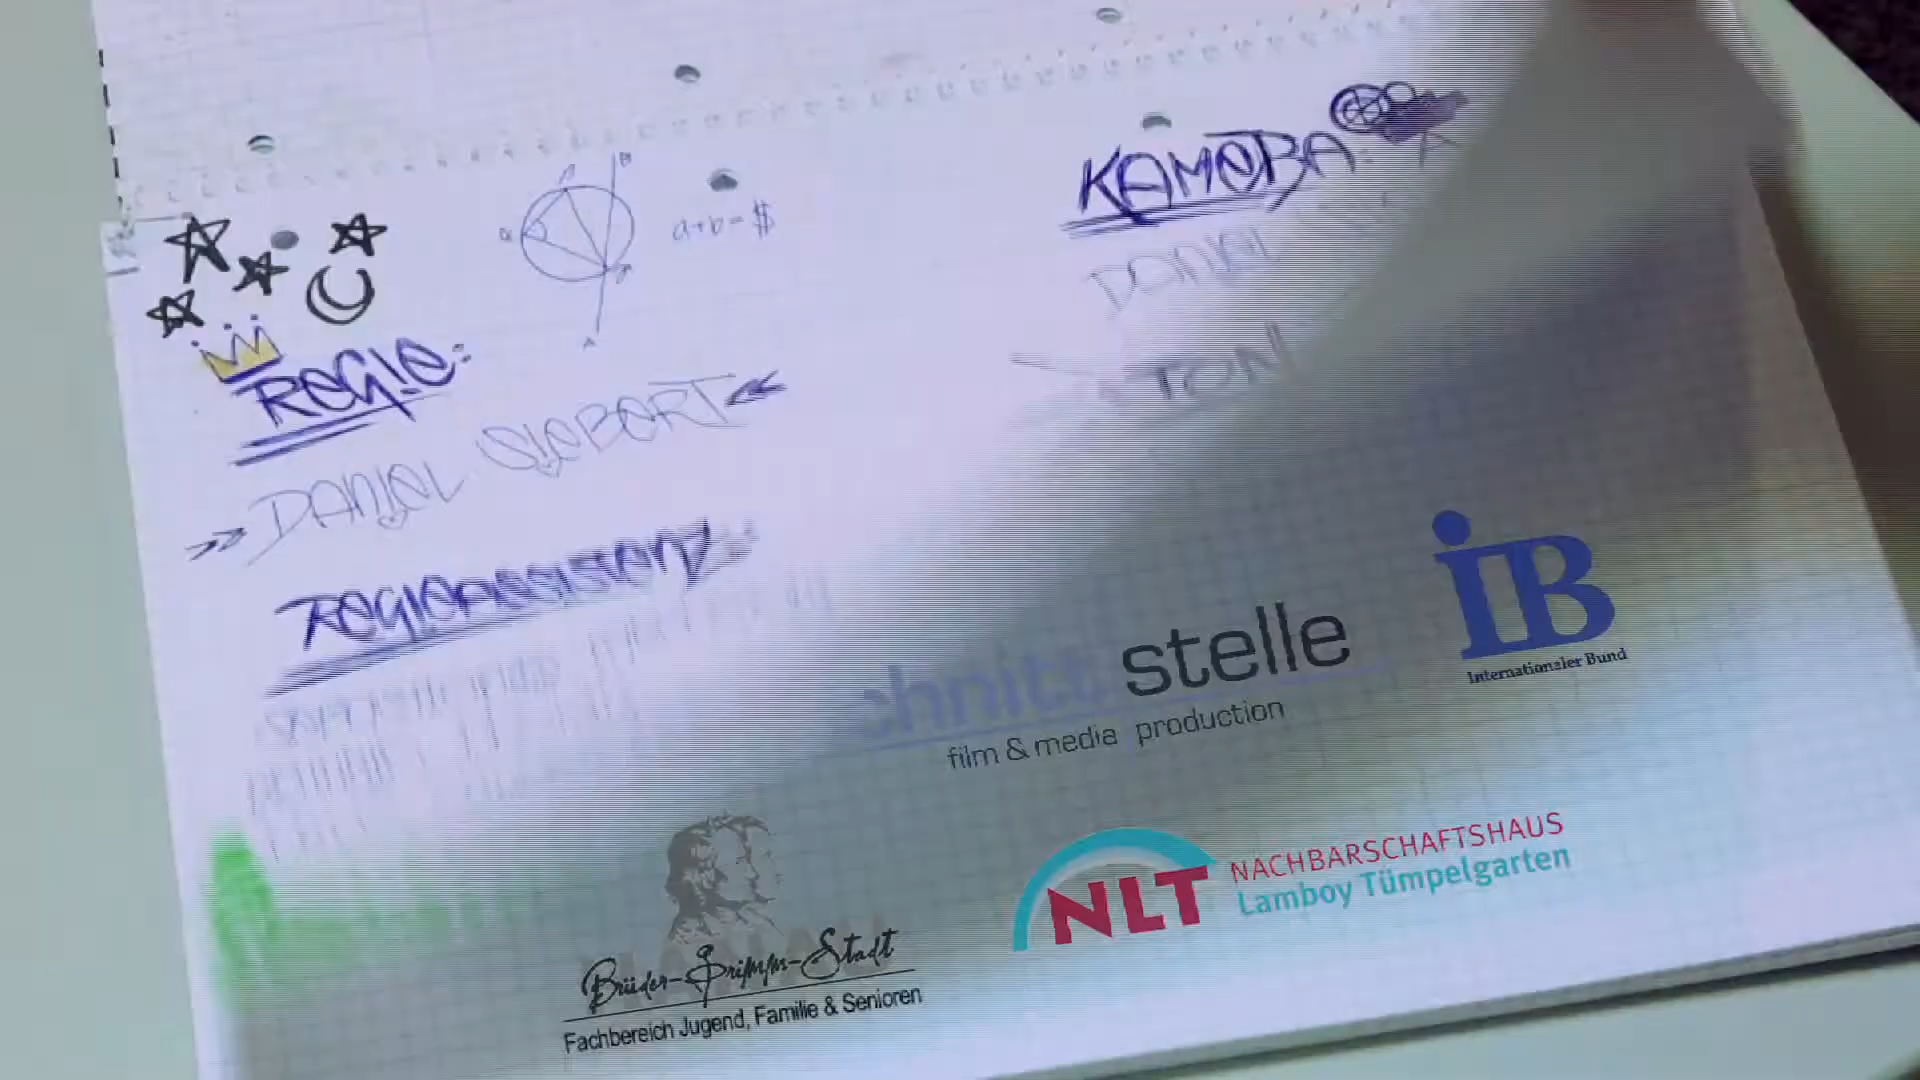 a+b=$
REGIE:
>> DANIEL SIEBERT <<
REGIEASSISTENZ
KAMERA:
DANIEL
TON
stelle
film & media production
iB
Internationaler Bund
Brüder-Grimm-Stadt
Fachbereich Jugend, Familie & Senioren
NLT NACHBARSCHAFTSHAUS
Lamboy Tümpelgarten